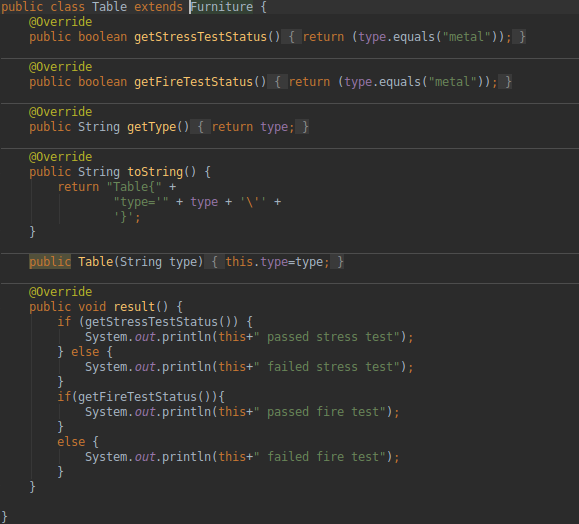 public class Table extends Furniture {
@Override
public boolean getStressTestStatus() { return (type.equals("metal")); }
@Override
public boolean getFireTestStatus() { return (type.equals("metal")); }
@Override
public String getType() { return type; }
@Override
public String toString() {
return "Table{" +
"type='" + type + '\'' +
'}';
}
public Table(String type) { this.type=type; }
@Override
public void result() {
if (getStressTestStatus()) {
System.out.println(this+" passed stress test");
} else {
System.out.println(this+" failed stress test");
}
if(getFireTestStatus()){
System.out.println(this+" passed fire test");
}
else {
System.out.println(this+" failed fire test");
}
}
}